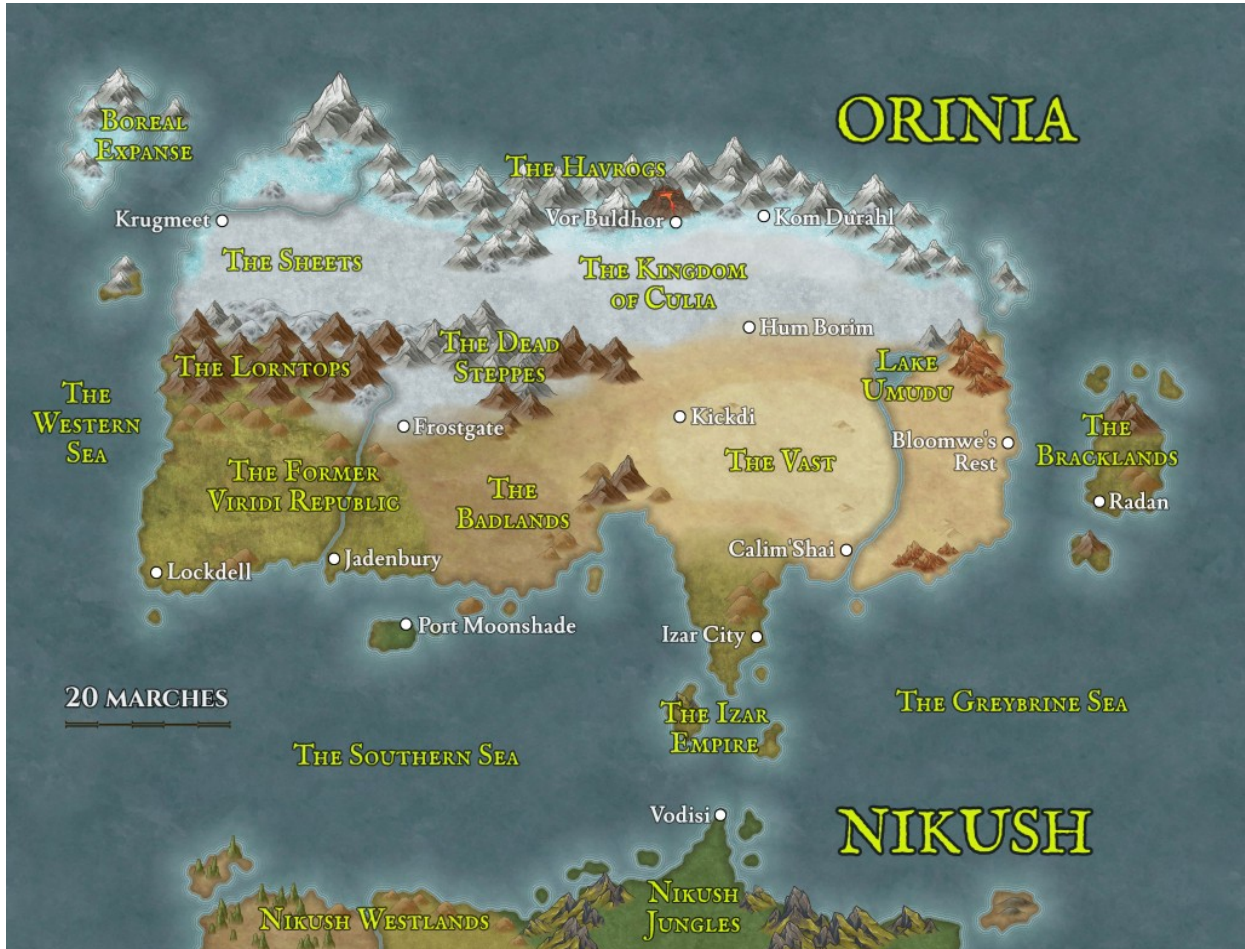 ORINIA
BOREAL
EXPANSE
THE HAVROGS
Krugmeet
Vor Buldhor
Kom Durahl
THE SHEETS
THE KINGDOM
OF CULIA
Hum Borim
THE LORNTOPS
THE DEAD
STEPPES
LAKE
UMUDU
THE
WESTERN
SEA
Frostgate
Kickdi
Bloomwe's
Rest
THE
BRACKLANDS
THE FORMER
VIRIDI REPUBLIC
THE
BADLANDS
THE VAST
Radan
Lockdell
Jadenbury
Calim'Shai
Port Moonshade
Izar City
20 MARCHES
THE IZAR
EMPIRE
THE GREYBRINE SEA
THE SOUTHERN SEA
Vodisi
NIKUSH
NIKUSH WESTLANDS
NIKUSH
JUNGLES